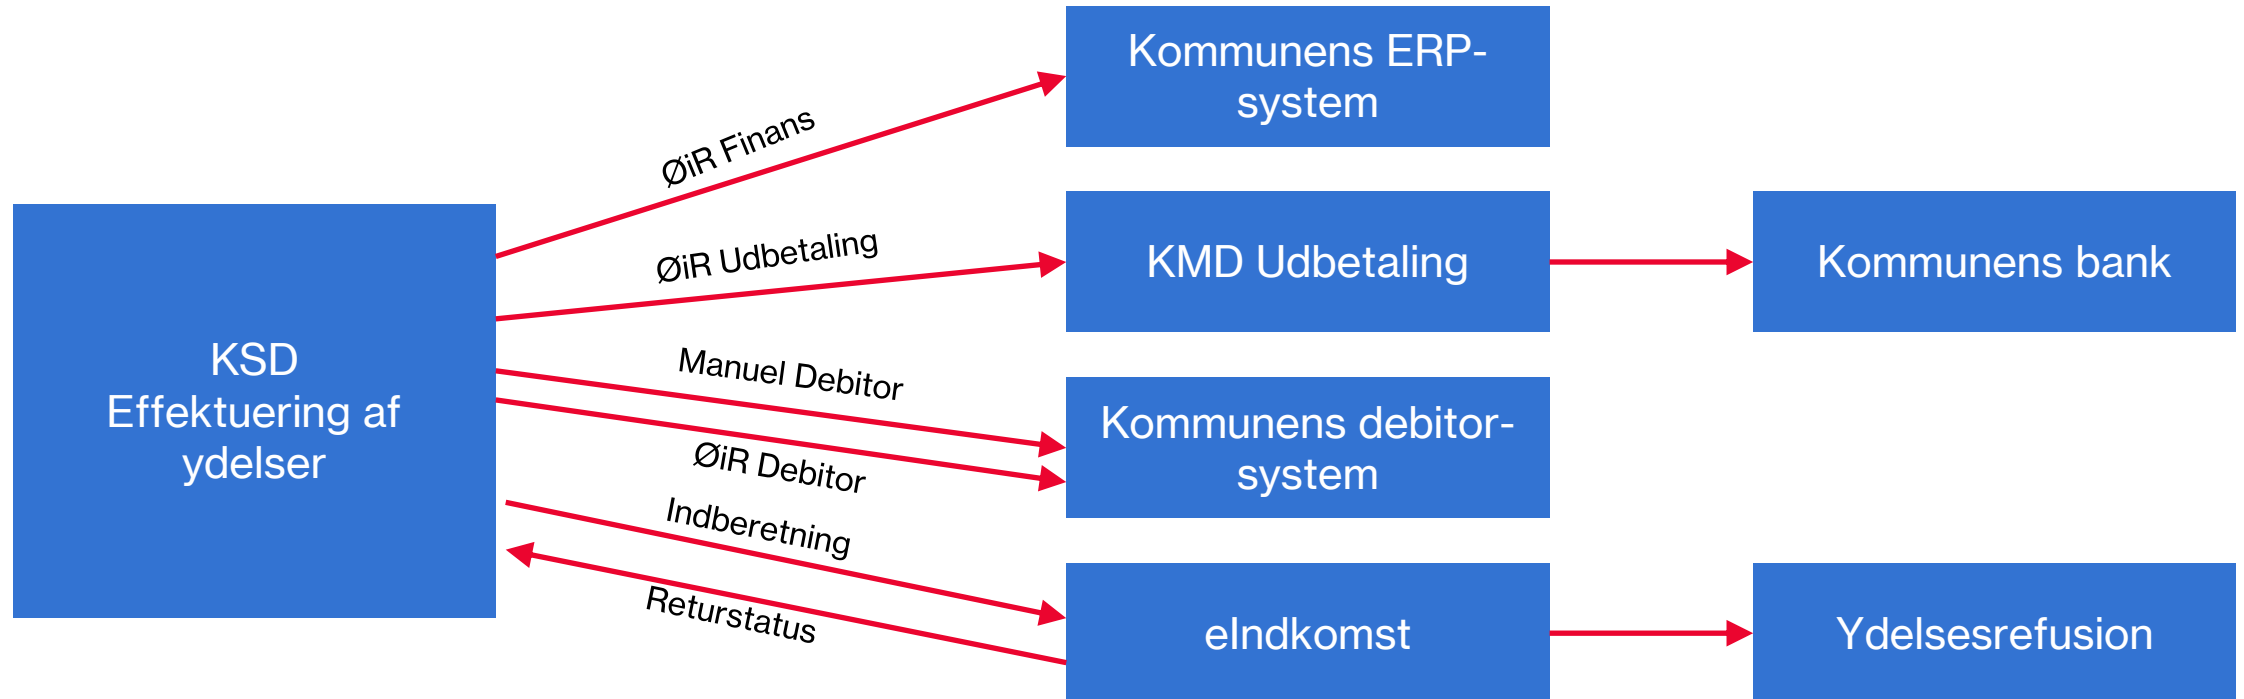 Kommunens ERP-
system
ØiR Finans
KSD
Effektuering af
ydelser
ØiR Udbetaling
KMD Udbetaling
Kommunens bank
Manuel Debitor
ØiR Debitor
Kommunens debitor-
system
Indberetning
Returstatus
eIndkomst
Ydelsesrefusion